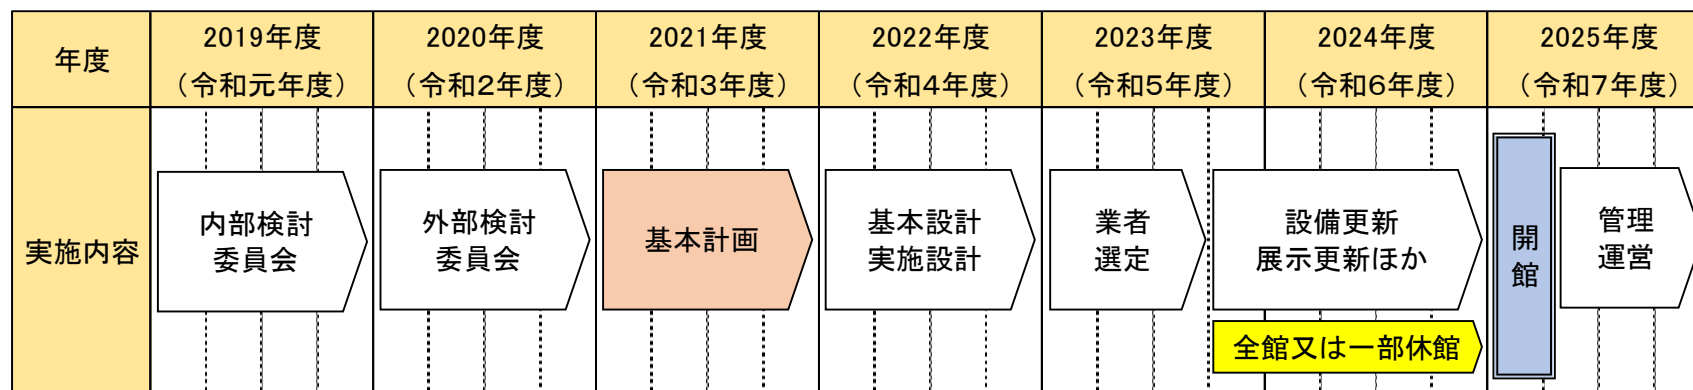 年度
2019年度
（令和元年度）
2020年度
（令和２年度）
2021年度
（令和３年度）
2022年度
（令和４年度）
2023年度
（令和５年度）
2024年度
（令和６年度）
2025年度
（令和７年度）
実施内容
内部検討
委員会
外部検討
委員会
基本計画
基本設計
実施設計
業者
選定
設備更新
展示更新ほか
全館又は一部休館
開館
管理
運営